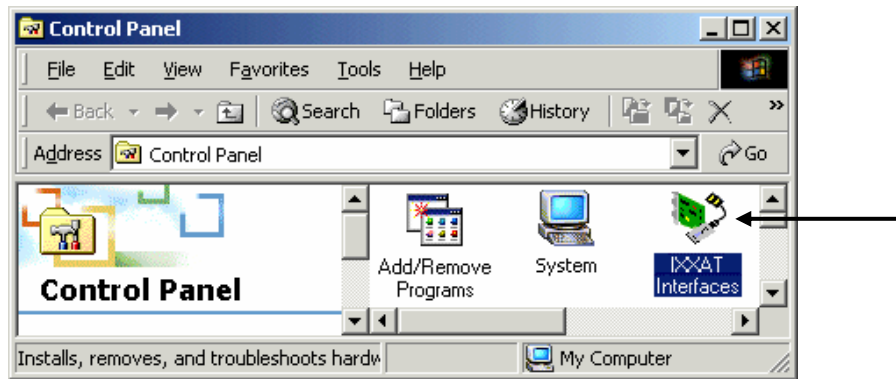 Control Panel
File Edit View Favorites Tools Help
Back Search Folders History »
Address Control Panel Go
Control Panel
Add/Remove
Programs
System
IXXAT
Interfaces
Installs, removes, and troubleshoots hardw
My Computer